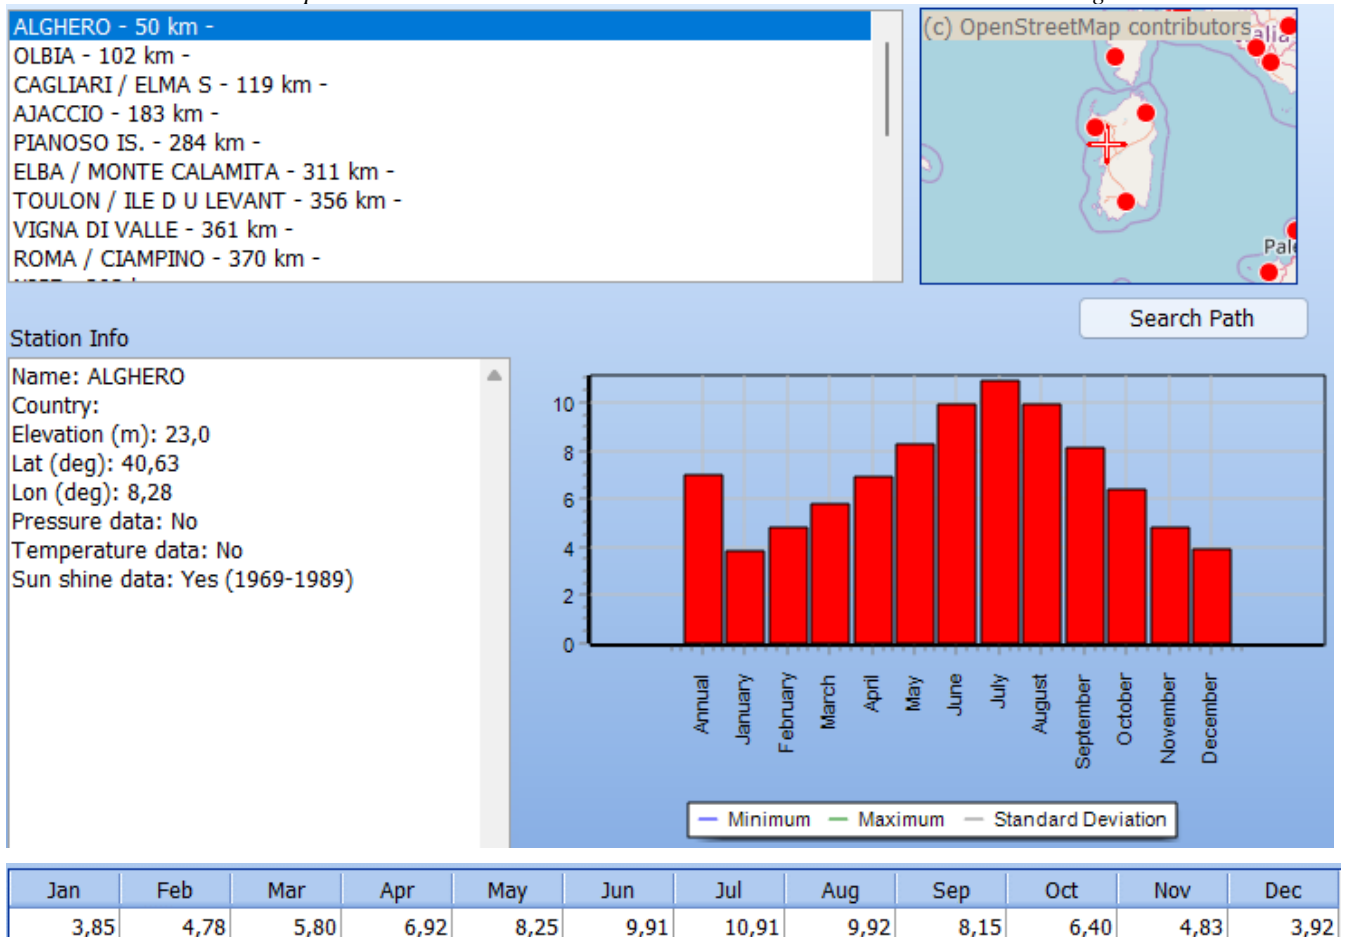 ALGHERO - 50 km -
OLBIA - 102 km -
CAGLIARI / ELMA S - 119 km -
AJACCIO - 183 km -
PIANOSO IS. - 284 km -
ELBA / MONTE CALAMITA - 311 km -
TOULON / ILE D U LEVANT - 356 km -
VIGNA DI VALLE - 361 km -
ROMA / CIAMPINO - 370 km -
(c) OpenStreetMap contributors
Search Path
Station Info
Name: ALGHERO
Country:
Elevation (m): 23,0
Lat (deg): 40,63
Lon (deg): 8,28
Pressure data: No
Temperature data: No
Sun shine data: Yes (1969-1989)
10
8
6
4
2
0
Annual
January
February
March
April
May
June
July
August
September
October
November
December
Minimum Maximum Standard Deviation
Jan Feb Mar Apr May Jun Jul Aug Sep Oct Nov Dec
3,85 4,78 5,80 6,92 8,25 9,91 10,91 9,92 8,15 6,40 4,83 3,92